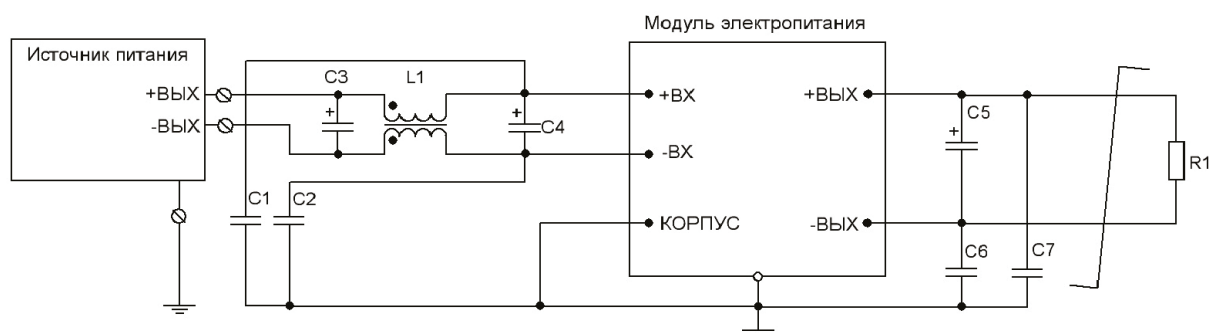 Модуль электропитания
Источник питания
+ВЫХ
-ВЫХ
C3
L1
+
+
C4
C1
C2
+ВХ
-ВХ
КОРПУС
+ВЫХ
-ВЫХ
C5
+
C6
C7
R1